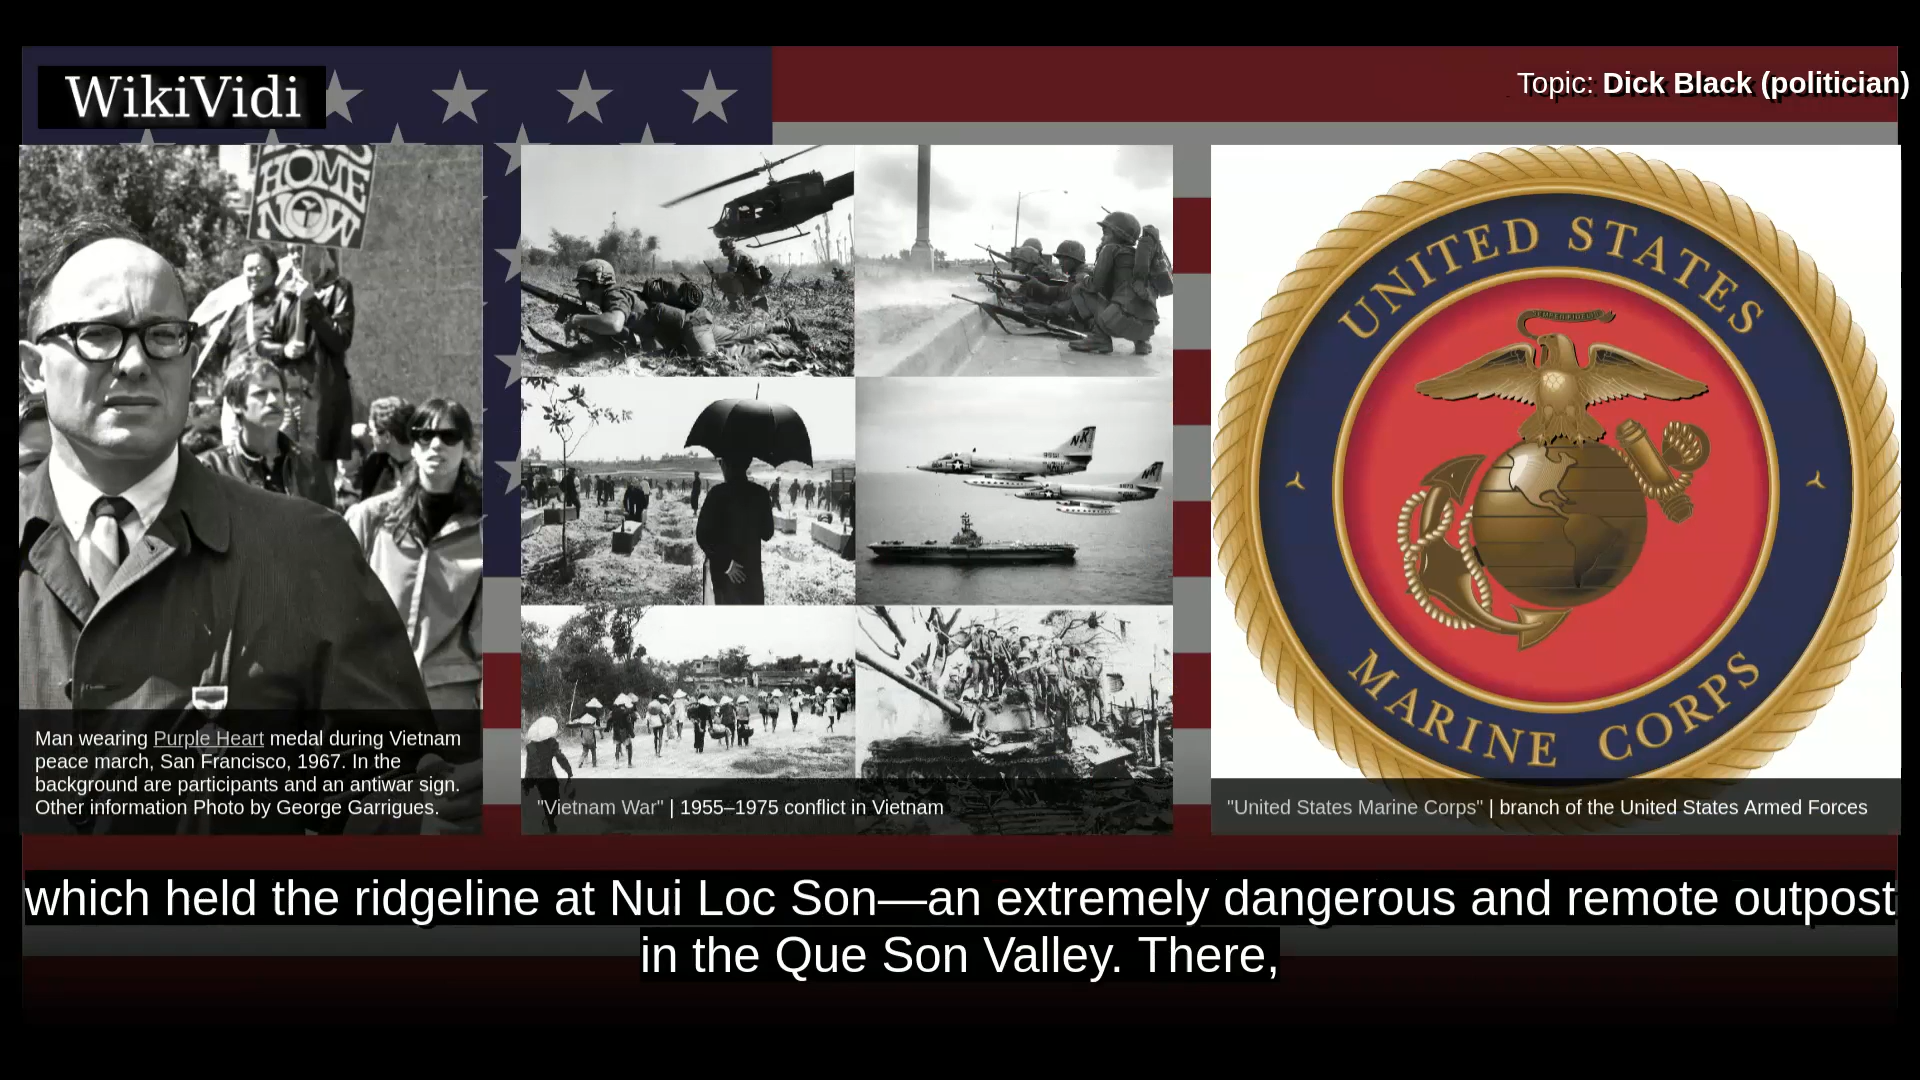 WikiVidi
Topic: Dick Black (politician)
HOME
NOW
UNITED STATES
MARINE CORPS
Man wearing Purple Heart medal during Vietnam
peace march, San Francisco, 1967. In the
background are participants and an antiwar sign.
Other information Photo by George Garrigues.
"Vietnam War" | 1955–1975 conflict in Vietnam
"United States Marine Corps" | branch of the United States Armed Forces
which held the ridgeline at Nui Loc Son—an extremely dangerous and remote outpost
in the Que Son Valley. There,